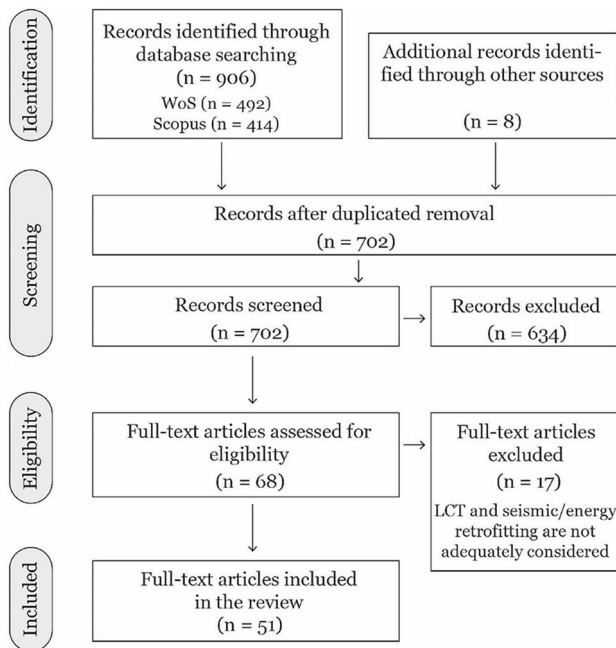 Identification
Records identified through
database searching
(n = 906)
WoS (n = 492)
Scopus (n = 414)
Additional records identi-
fied through other sources
(n = 8)
Screening
Records after duplicated removal
(n = 702)
Records screened
(n = 702)
Records excluded
(n = 634)
Eligibility
Full-text articles assessed for
eligibility
(n = 68)
Full-text articles
excluded
(n = 17)
LCT and seismic/energy
retrofitting are not
adequately considered
Included
Full-text articles included
in the review
(n = 51)